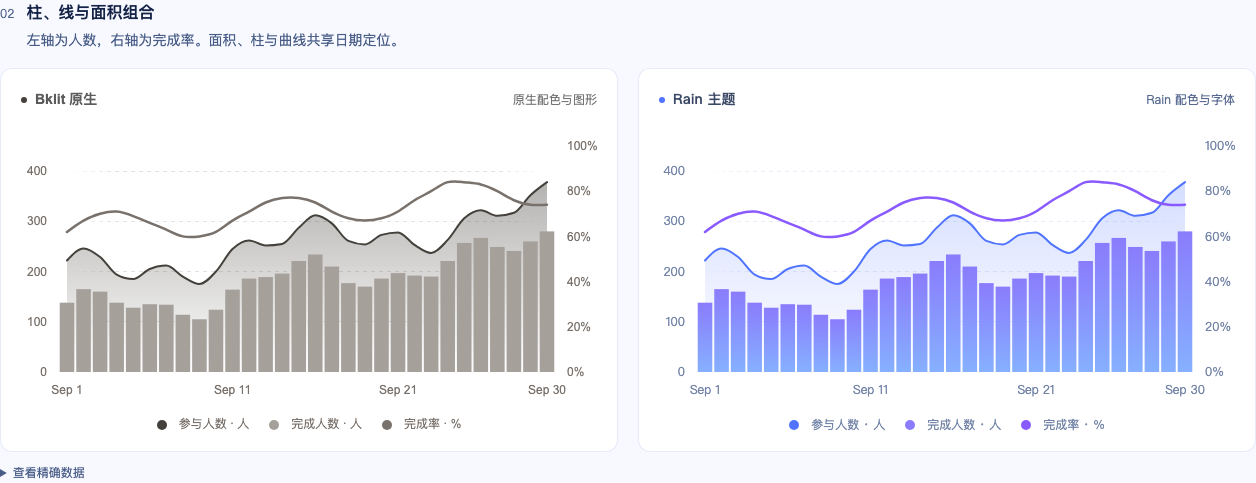 02 柱、线与面积组合
左轴为人数，右轴为完成率。面积、柱与曲线共享日期定位。
Bklit 原生
原生配色与图形
100%
400
80%
300
60%
200
40%
100
20%
0
0%
Sep 1
Sep 11
Sep 21
Sep 30
参与人数 · 人
完成人数 · 人
完成率 · %
Rain 主题
Rain 配色与字体
100%
400
80%
300
60%
200
40%
100
20%
0
0%
Sep 1
Sep 11
Sep 21
Sep 30
参与人数 · 人
完成人数 · 人
完成率 · %
查看精确数据